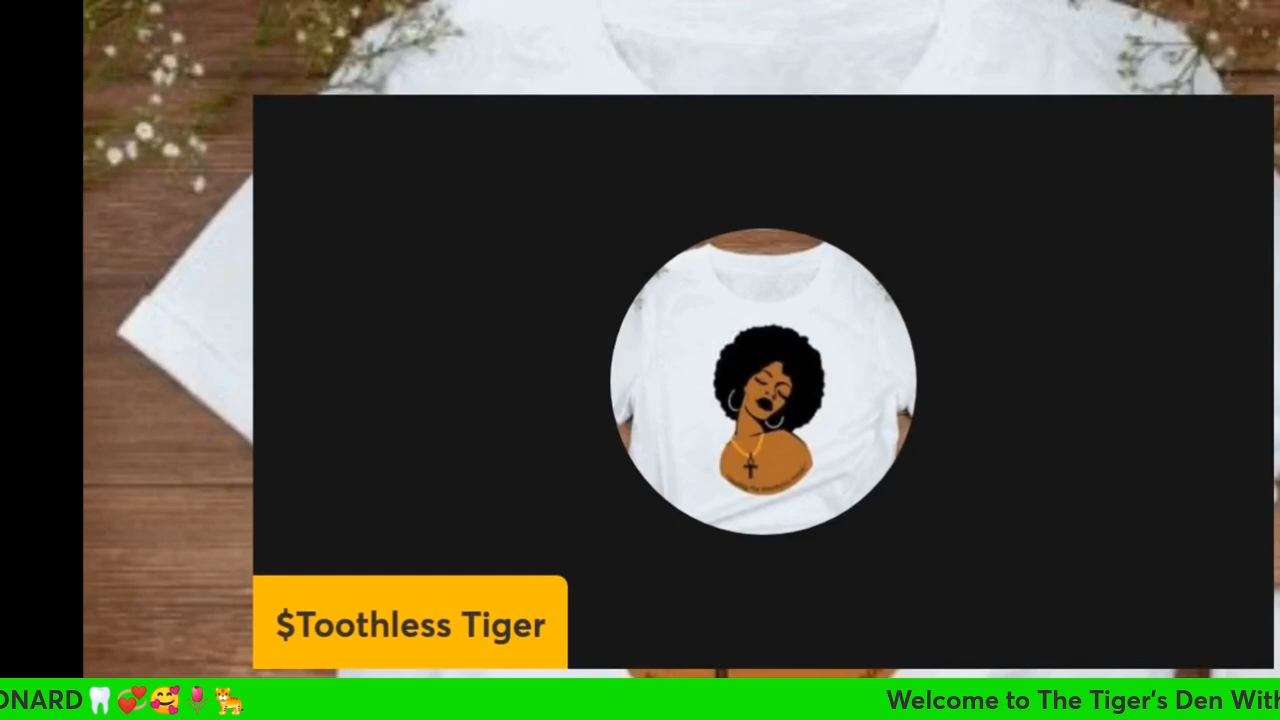 $Toothless Tiger
ONARD🦷💞🥰🌷🐅 Welcome to The Tiger's Den With